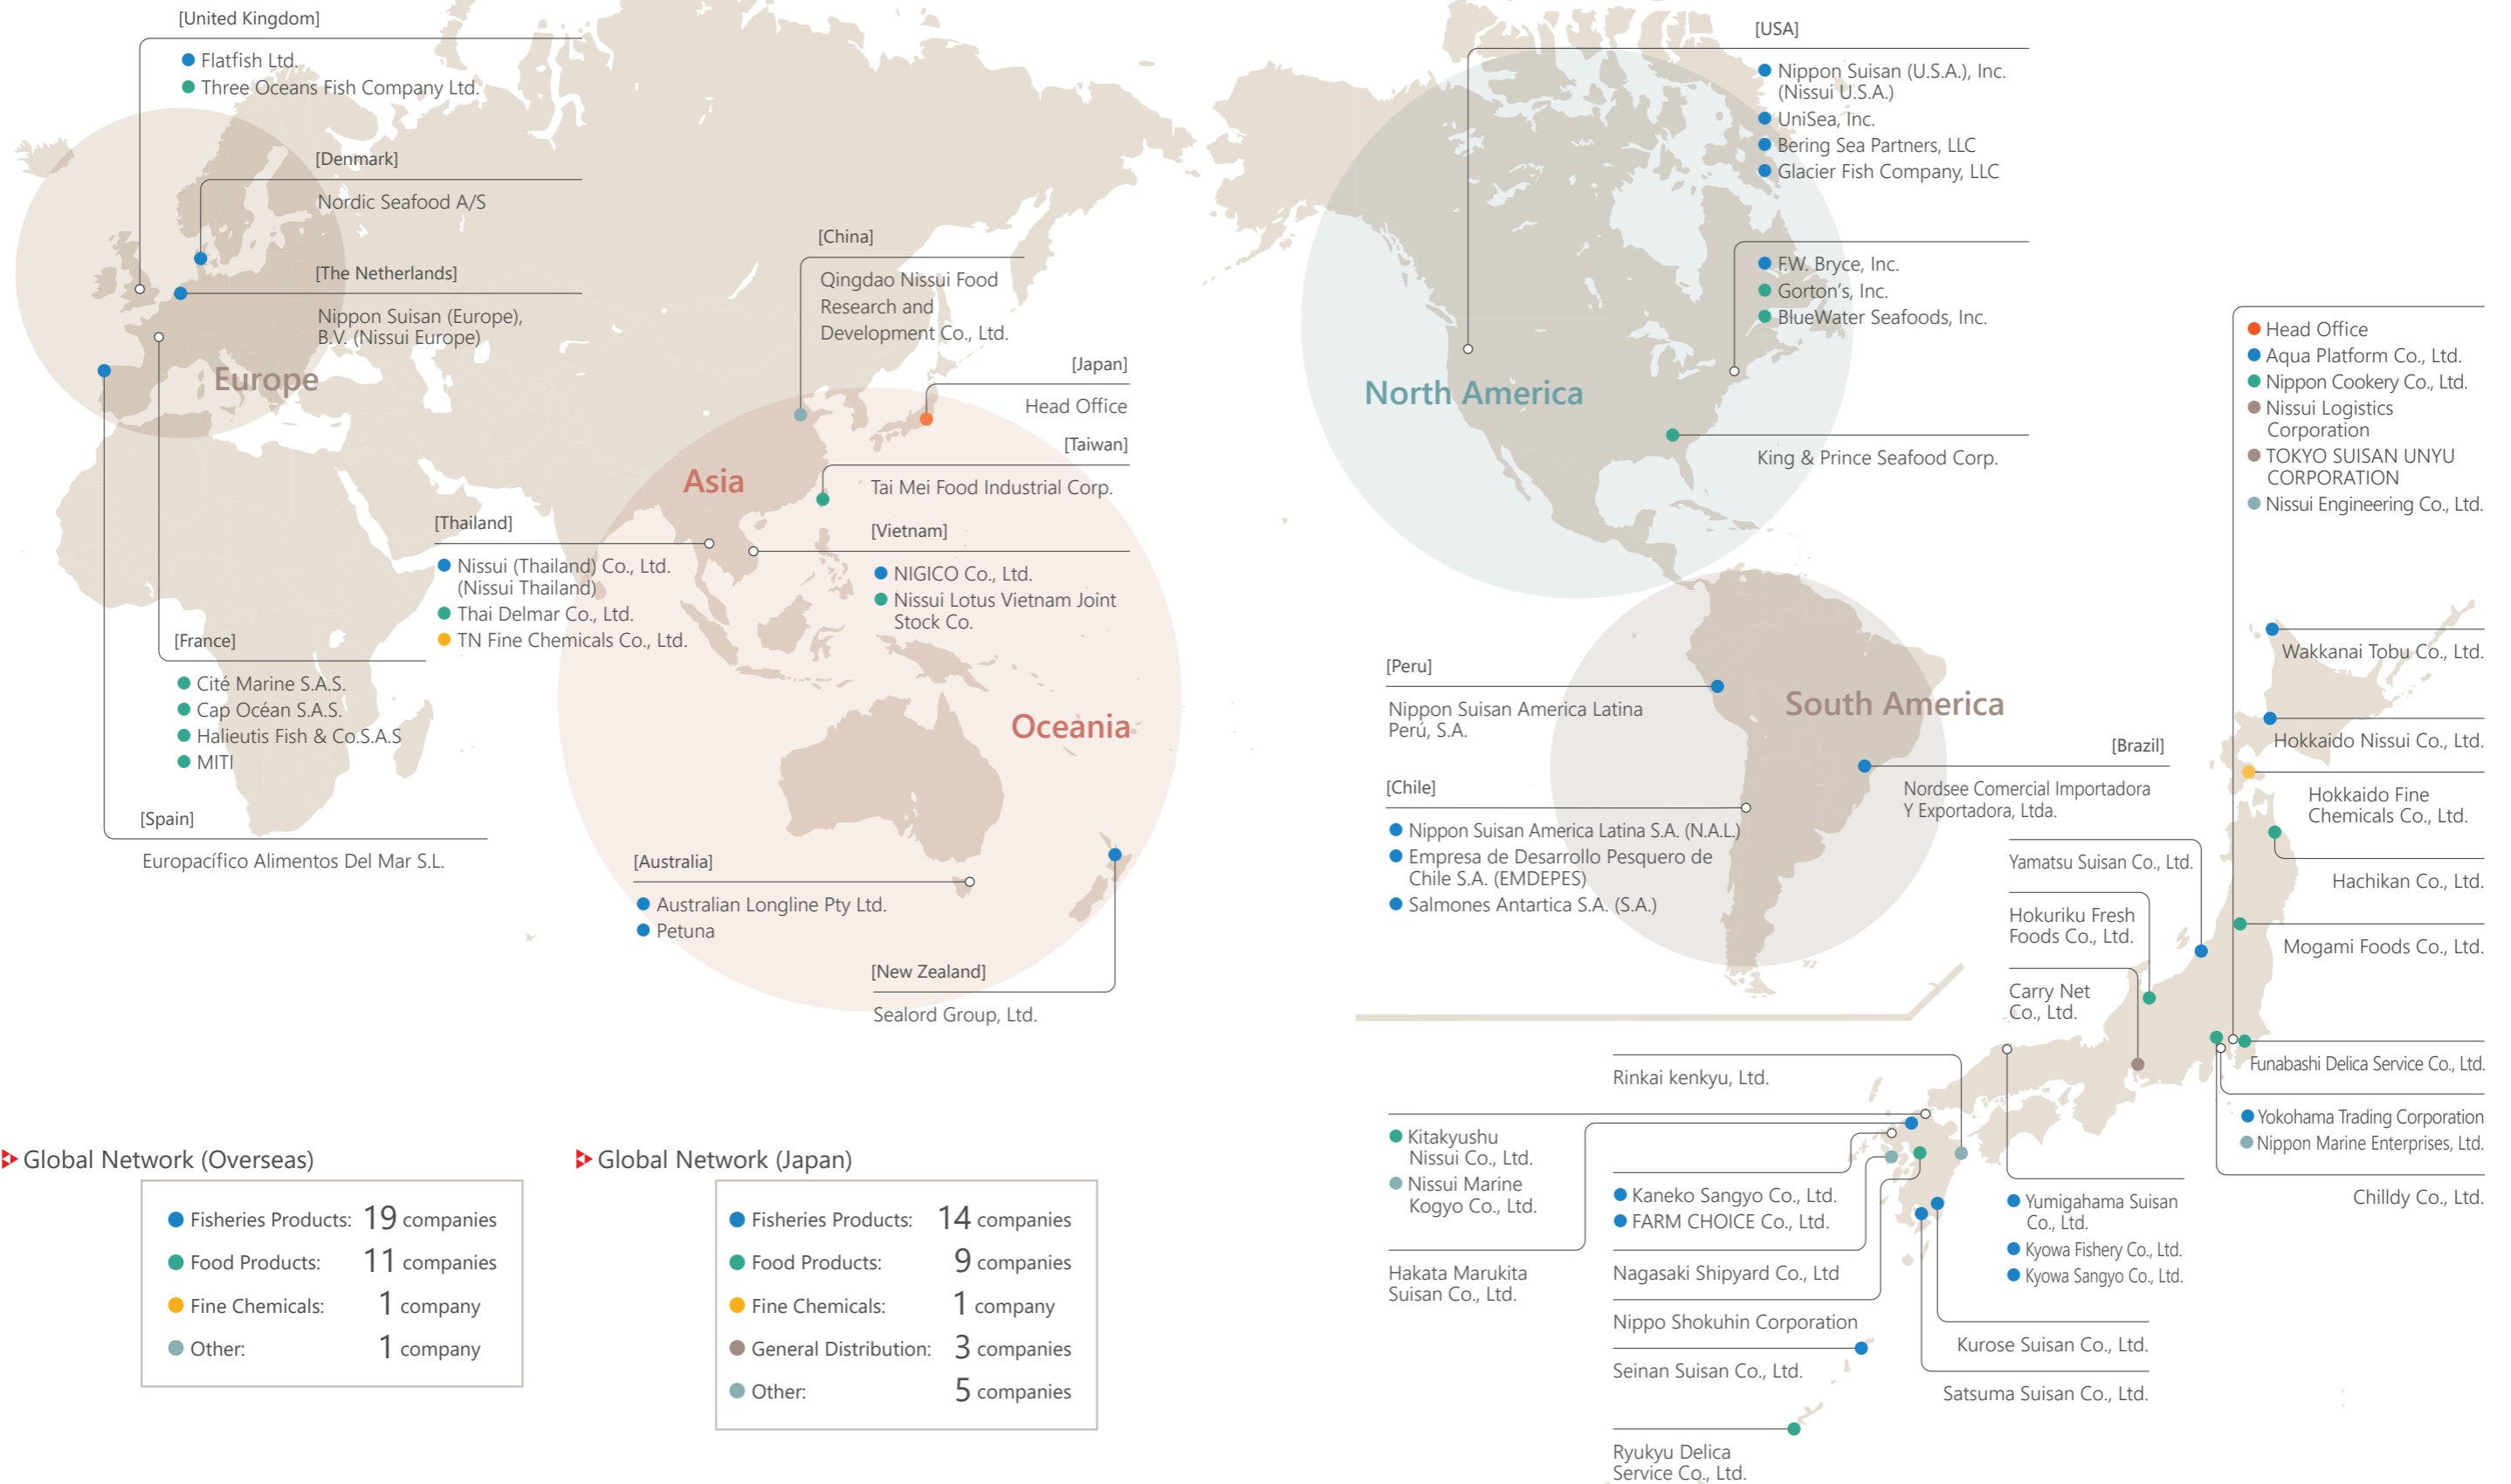 [United Kingdom]
Flatfish Ltd.
Three Oceans Fish Company Ltd.
[Denmark]
Nordic Seafood A/S
[The Netherlands]
Nippon Suisan (Europe),
B.V. (Nissui Europe)
Europe
[France]
Cité Marine S.A.S.
Cap Océan S.A.S.
Halieutis Fish & Co.S.A.S
MITI
[Spain]
Europacífico Alimentos Del Mar S.L.
[China]
Qingdao Nissui Food
Research and
Development Co., Ltd.
[Japan]
Head Office
[Taiwan]
Tai Mei Food Industrial Corp.
Asia
[Thailand]
Nissui (Thailand) Co., Ltd.
(Nissui Thailand)
Thai Delmar Co., Ltd.
TN Fine Chemicals Co., Ltd.
[Vietnam]
NIGICO Co., Ltd.
Nissui Lotus Vietnam Joint
Stock Co.
Oceania
[Australia]
Australian Longline Pty Ltd.
Petuna
[New Zealand]
Sealord Group, Ltd.
[USA]
Nippon Suisan (U.S.A.), Inc.
(Nissui U.S.A.)
UniSea, Inc.
Bering Sea Partners, LLC
Glacier Fish Company, LLC
F.W. Bryce, Inc.
Gorton's, Inc.
BlueWater Seafoods, Inc.
North America
King & Prince Seafood Corp.
[Peru]
Nippon Suisan America Latina
Perú, S.A.
South America
[Brazil]
Nordsee Comercial Importadora
Y Exportadora, Ltda.
[Chile]
Nippon Suisan America Latina S.A. (N.A.L.)
Empresa de Desarrollo Pesquero de
Chile S.A. (EMDEPES)
Salmones Antartica S.A. (S.A.)
Head Office
Aqua Platform Co., Ltd.
Nippon Cookery Co., Ltd.
Nissui Logistics
Corporation
TOKYO SUISAN UNYU
CORPORATION
Nissui Engineering Co., Ltd.
Wakkanai Tobu Co., Ltd.
Hokkaido Nissui Co., Ltd.
Hokkaido Fine
Chemicals Co., Ltd.
Hachikan Co., Ltd.
Mogami Foods Co., Ltd.
Yamatsu Suisan Co., Ltd.
Hokuriku Fresh
Foods Co., Ltd.
Carry Net
Co., Ltd.
Funabashi Delica Service Co., Ltd.
Yokohama Trading Corporation
Nippon Marine Enterprises, Ltd.
Chilldy Co., Ltd.
Rinkai kenkyu, Ltd.
Kitakyushu
Nissui Co., Ltd.
Nissui Marine
Kogyo Co., Ltd.
Hakata Marukita
Suisan Co., Ltd.
Kaneko Sangyo Co., Ltd.
FARM CHOICE Co., Ltd.
Nagasaki Shipyard Co., Ltd
Nippo Shokuhin Corporation
Seinan Suisan Co., Ltd.
Ryukyu Delica
Service Co., Ltd.
Yumigahama Suisan
Co., Ltd.
Kyowa Fishery Co., Ltd.
Kyowa Sangyo Co., Ltd.
Kurose Suisan Co., Ltd.
Satsuma Suisan Co., Ltd.
Global Network (Overseas)
Fisheries Products: 19 companies
Food Products: 11 companies
Fine Chemicals: 1 company
Other: 1 company
Global Network (Japan)
Fisheries Products: 14 companies
Food Products: 9 companies
Fine Chemicals: 1 company
General Distribution: 3 companies
Other: 5 companies